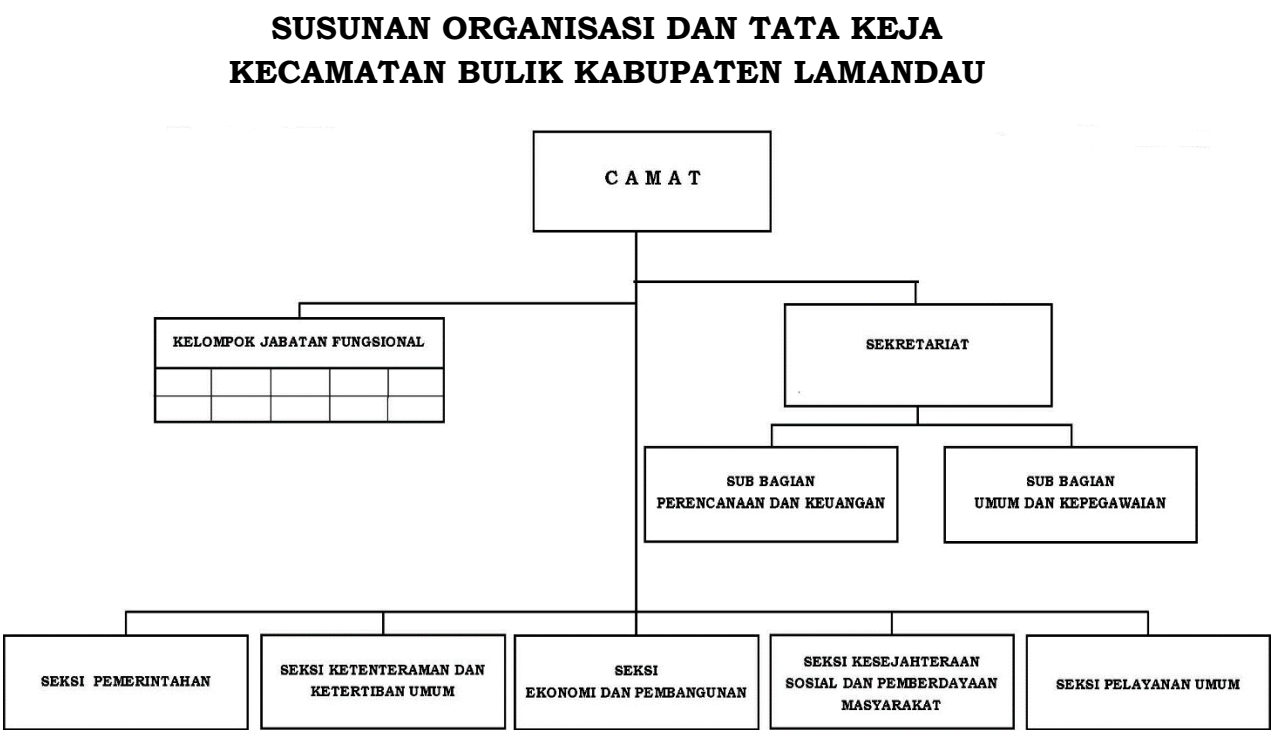 SUSUNAN ORGANISASI DAN TATA KEJA
KECAMATAN BULIK KABUPATEN LAMANDAU
C A M A T
KELOMPOK JABATAN FUNGSIONAL
SEKRETARIAT
SUB BAGIAN
PERENCANAAN DAN KEUANGAN
SUB BAGIAN
UMUM DAN KEPEGAWAIAN
SEKSI PEMERINTAHAN
SEKSI KETENTERAMAN DAN
KETERTIBAN UMUM
SEKSI
EKONOMI DAN PEMBANGUNAN
SEKSI KESEJAHTERAAN
SOSIAL DAN PEMBERDAYAAN
MASYARAKAT
SEKSI PELAYANAN UMUM